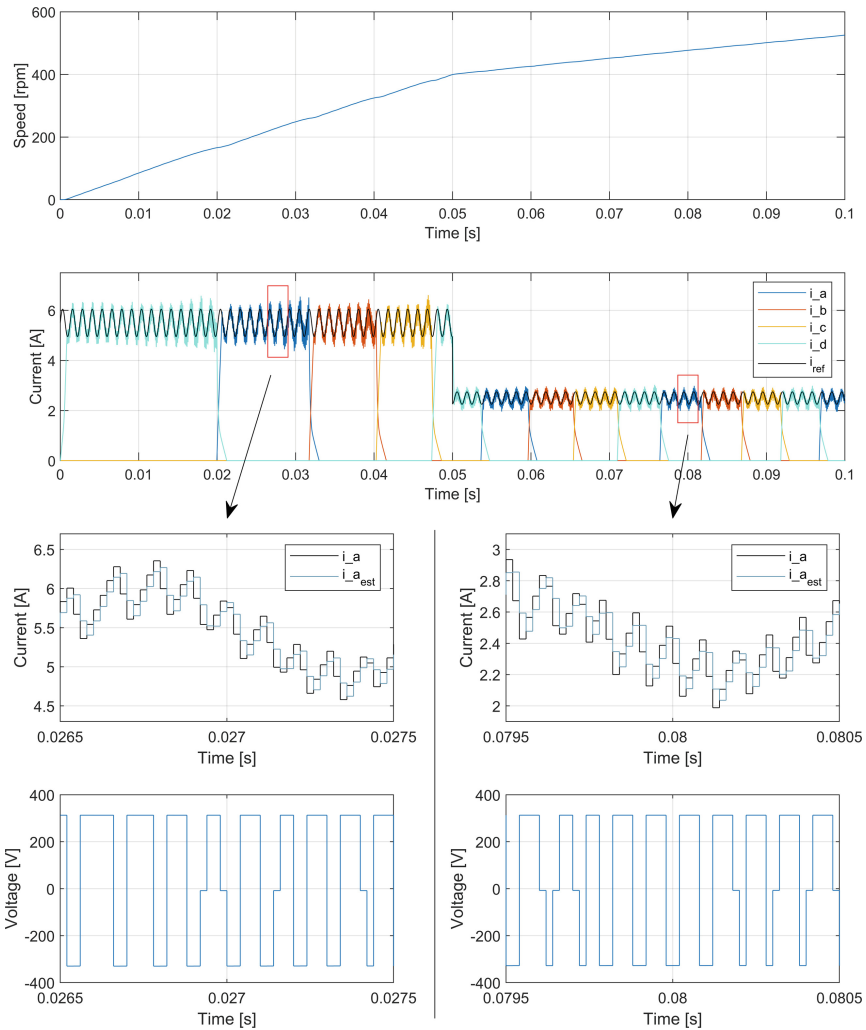 600
400
200
0
Speed [rpm]
0 0.01 0.02 0.03 0.04 0.05 0.06 0.07 0.08 0.09 0.1
Time [s]
6
4
2
0
Current [A]
i_a
i_b
i_c
i_d
i_ref
0 0.01 0.02 0.03 0.04 0.05 0.06 0.07 0.08 0.09 0.1
Time [s]
6.5
6
5.5
5
4.5
Current [A]
i_a
i_a_est
0.0265 0.027 0.0275
Time [s]
3
2.8
2.6
2.4
2.2
2
Current [A]
i_a
i_a_est
0.0795 0.08 0.0805
Time [s]
400
200
0
-200
-400
Voltage [V]
0.0265 0.027 0.0275
Time [s]
400
200
0
-200
-400
Voltage [V]
0.0795 0.08 0.0805
Time [s]